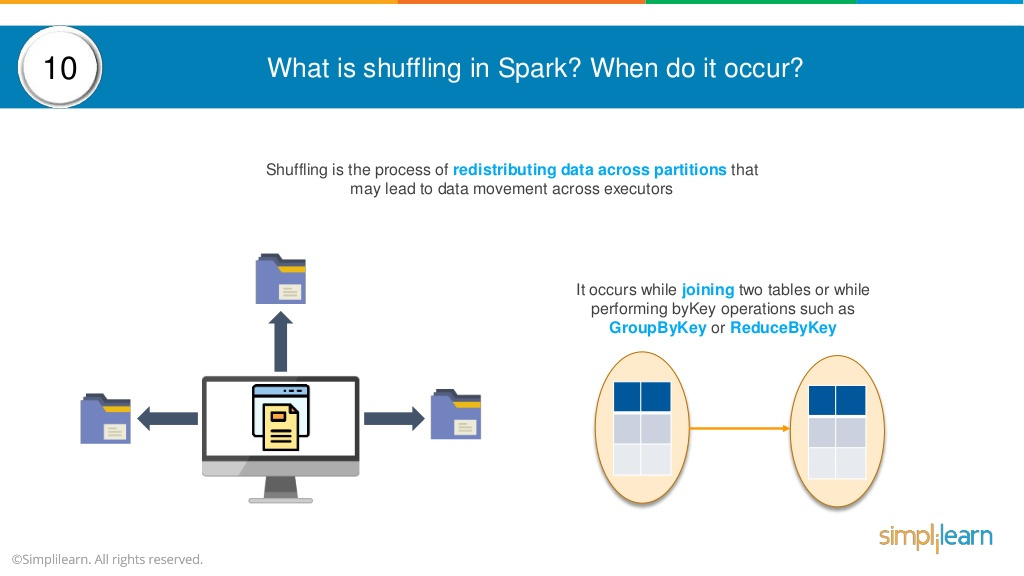 10
What is shuffling in Spark? When do it occur?
Shuffling is the process of redistributing data across partitions that
may lead to data movement across executors
It occurs while joining two tables or while
performing byKey operations such as
GroupByKey or ReduceByKey
simplilearn
©Simplilearn. All rights reserved.